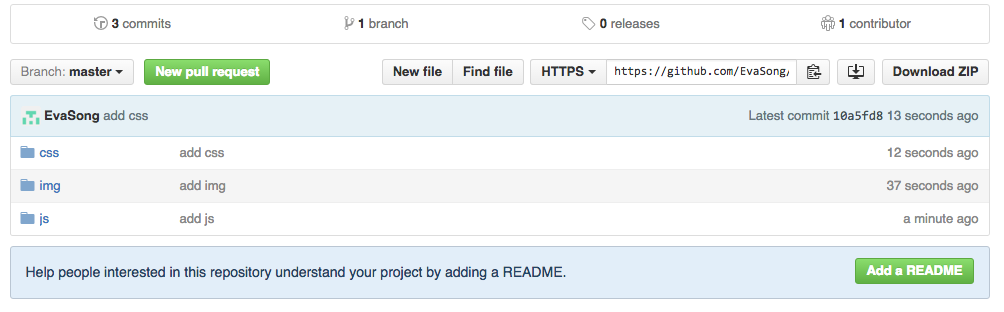 3 commits 1 branch 0 releases 1 contributor
Branch: master New pull request New file Find file HTTPS https://github.com/EvaSong/ Download ZIP
EvaSong add css Latest commit 10a5fd8 13 seconds ago
css add css 12 seconds ago
img add img 37 seconds ago
js add js a minute ago
Help people interested in this repository understand your project by adding a README. Add a README